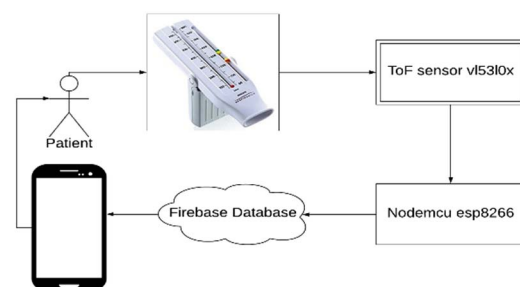 ToF sensor vl53l0x
Patient
Firebase Database
Nodemcu esp8266